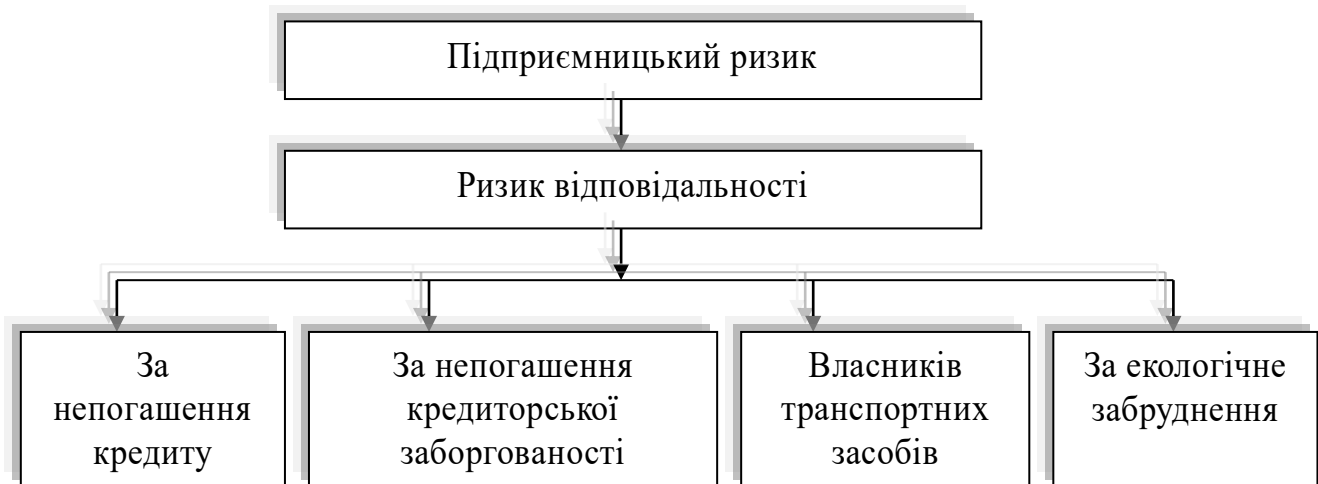 Підприємницький ризик
Ризик відповідальності
За
непогашення
кредиту
За непогашення
кредиторської
заборгованості
Власників
транспортних
засобів
За екологічне
забруднення